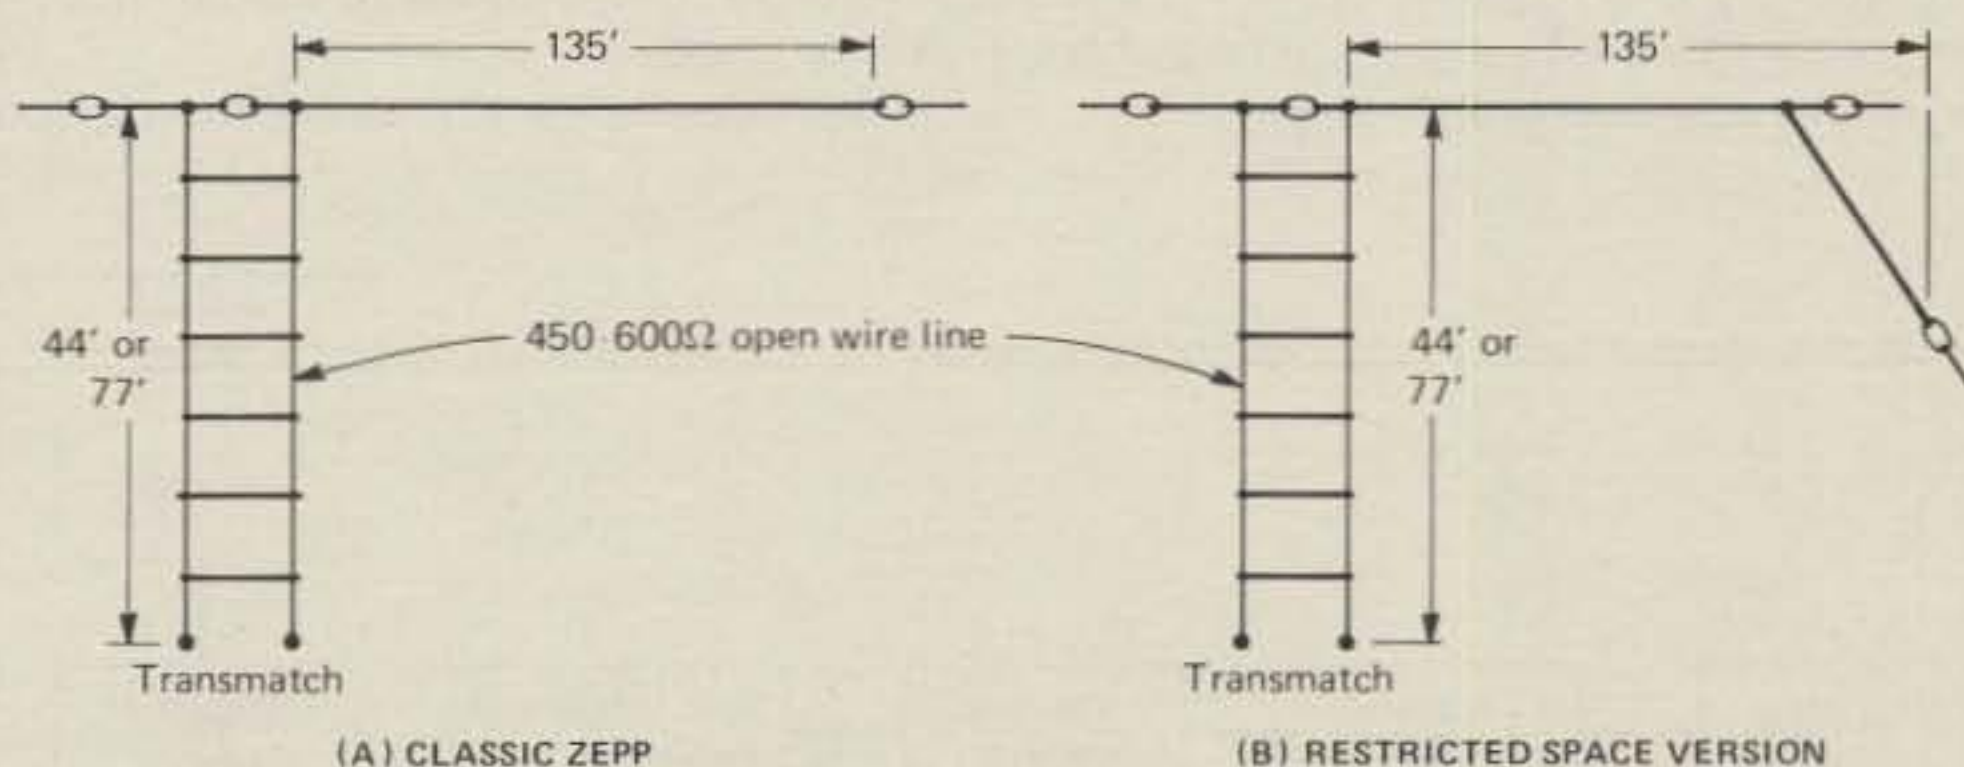 135'
44' or
77'
Transmatch
(A) CLASSIC ZEPP
450 600Ω open wire line
135'
44' or
77'
Transmatch
(B) RESTRICTED SPACE VERSION